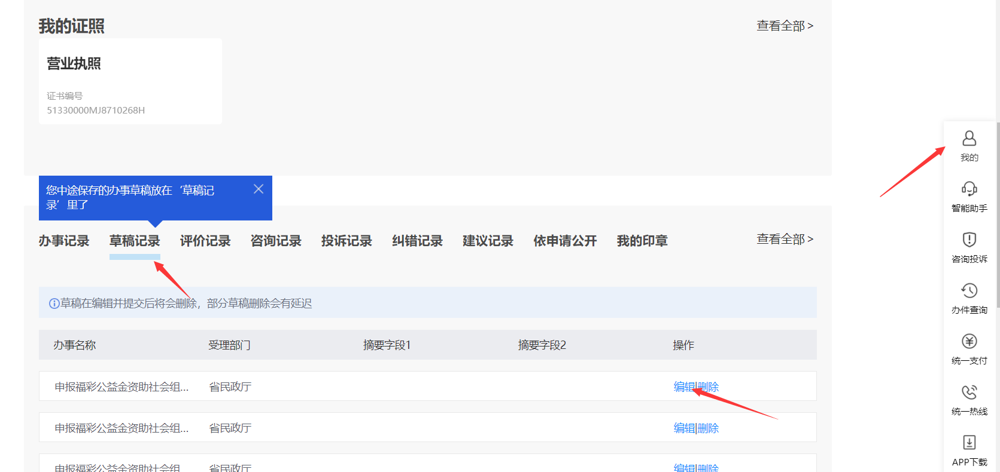 我的证照
查看全部 >
营业执照
证书编号
51330000MJ8710268H
您中途保存的办事草稿放在‘草稿记
录’里了
办事记录 草稿记录 评价记录 咨询记录 投诉记录 纠错记录 建议记录 依申请公开 我的印章 查看全部 >
草稿在编辑并提交后将会删除，部分草稿删除会有延迟
办事名称 受理部门 摘要字段1 摘要字段2 操作
申报福彩公益金资助社会组... 省民政厅 编辑|删除
申报福彩公益金资助社会组... 省民政厅 编辑|删除
申报福彩公益金资助社会组 省民政厅 编辑|删除
我的
智能助手
咨询投诉
办件查询
统一支付
统一热线
APP下载